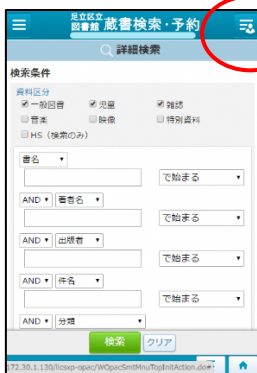 足立区立
図書館 蔵書検索・予約
詳細検索
検索条件
資料区分
一般図書 児童 雑誌
音楽 映像 特別資料
HS（検索のみ）
書名
で始まる
AND 著者名
で始まる
AND 出版者
で始まる
AND 件名
で始まる
AND 分類
検索 クリア
172.30.1.130/licsxp-opac/WOpacSmtMnuTopInitAction.do